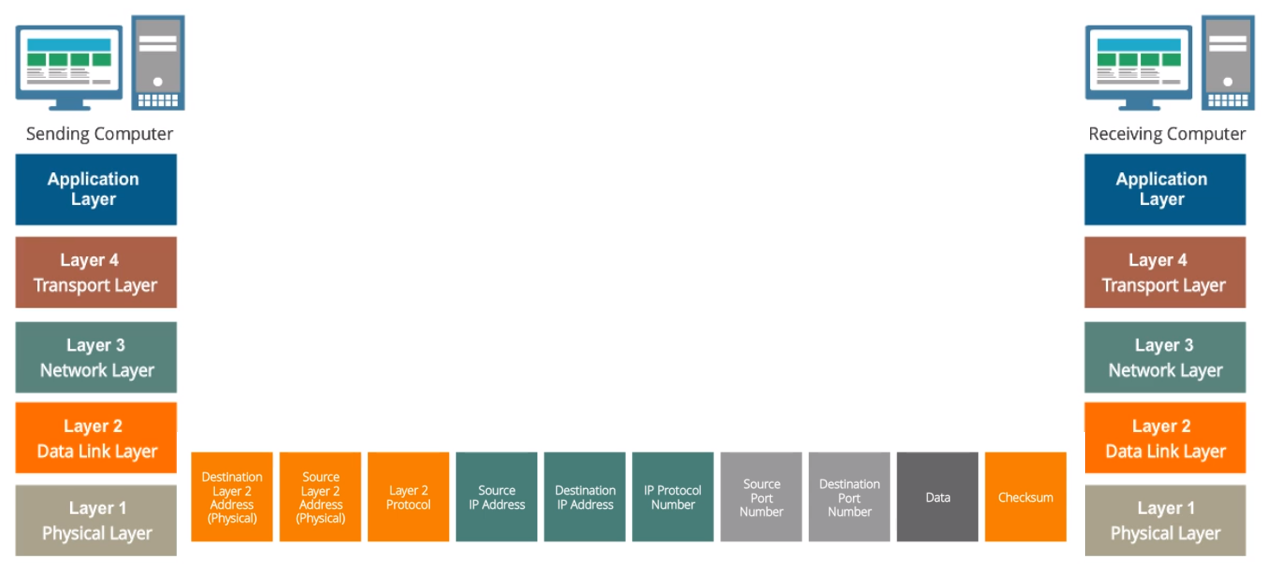 Sending Computer
Receiving Computer
Application
Layer
Application
Layer
Layer 4
Transport Layer
Layer 4
Transport Layer
Layer 3
Network Layer
Layer 3
Network Layer
Layer 2
Data Link Layer
Layer 2
Data Link Layer
Destination
Layer 2
Address
(Physical)
Source
Layer 2
Address
(Physical)
Layer 2
Protocol
Source
IP Address
Destination
IP Address
IP Protocol
Number
Source
Port
Number
Destination
Port
Number
Data
Checksum
Layer 1
Physical Layer
Layer 1
Physical Layer